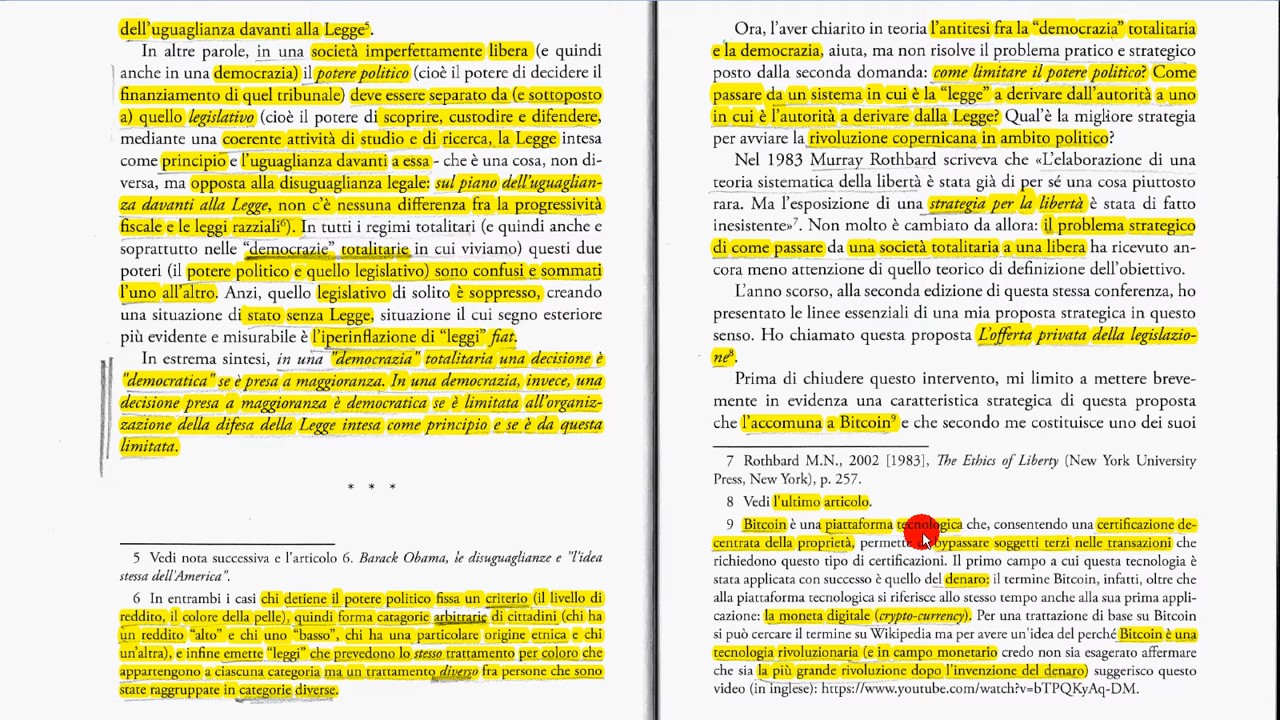 dell'uguaglianza davanti alla Legge⁵.
In altre parole, in una società imperfettamente libera (e quindi
anche in una democrazia) il potere politico (cioè il potere di decidere il
finanziamento di quel tribunale) deve essere separato da (e sottoposto
a) quello legislativo (cioè il potere di scoprire, custodire e difendere,
mediante una coerente attività di studio e di ricerca, la Legge intesa
come principio e l'uguaglianza davanti a essa - che è una cosa, non di-
versa, ma opposta alla disuguaglianza legale: sul piano dell'uguaglian-
za davanti alla Legge, non c'è nessuna differenza fra la progressività
fiscale e le leggi razziali⁶). In tutti i regimi totalitari (e quindi anche e
soprattutto nelle "democrazie" totalitarie in cui viviamo) questi due
poteri (il potere politico e quello legislativo) sono confusi e sommati
l'uno all'altro. Anzi, quello legislativo di solito è soppresso, creando
una situazione di stato senza Legge, situazione il cui segno esteriore
più evidente e misurabile è l'iperinflazione di "leggi" fiat.
In estrema sintesi, in una "democrazia" totalitaria una decisione è
"democratica" se è presa a maggioranza. In una democrazia, invece, una
decisione presa a maggioranza è democratica se è limitata all'organiz-
zazione della difesa della Legge intesa come principio e se è da questa
limitata.
* * *
5 Vedi nota successiva e l'articolo 6. Barack Obama, le disuguaglianze e "l'idea
stessa dell'America".
6 In entrambi i casi chi detiene il potere politico fissa un criterio (il livello di
reddito, il colore della pelle), quindi forma catagorie arbitrarie di cittadini (chi ha
un reddito "alto" e chi uno "basso", chi ha una particolare origine etnica e chi
un'altra), e infine emette "leggi" che prevedono lo stesso trattamento per coloro che
appartengono a ciascuna categoria ma un trattamento diverso fra persone che sono
state raggruppate in categorie diverse.
Ora, l'aver chiarito in teoria l'antitesi fra la "democrazia" totalitaria
e la democrazia, aiuta, ma non risolve il problema pratico e strategico
posto dalla seconda domanda: come limitare il potere politico? Come
passare da un sistema in cui è la "legge" a derivare dall'autorità a uno
in cui è l'autorità a derivare dalla Legge? Qual'è la migliore strategia
per avviare la rivoluzione copernicana in ambito politico?
Nel 1983 Murray Rothbard scriveva che «L'elaborazione di una
teoria sistematica della libertà è stata già di per sé una cosa piuttosto
rara. Ma l'esposizione di una strategia per la libertà è stata di fatto
inesistente»⁷. Non molto è cambiato da allora: il problema strategico
di come passare da una società totalitaria a una libera ha ricevuto an-
cora meno attenzione di quello teorico di definizione dell'obiettivo.
L'anno scorso, alla seconda edizione di questa stessa conferenza, ho
presentato le linee essenziali di una mia proposta strategica in questo
senso. Ho chiamato questa proposta L'offerta privata della legislazio-
ne⁸.
Prima di chiudere questo intervento, mi limito a mettere breve-
mente in evidenza una caratteristica strategica di questa proposta
che l'accomuna a Bitcoin⁹ e che secondo me costituisce uno dei suoi
7 Rothbard M.N., 2002 [1983], The Ethics of Liberty (New York University
Press, New York), p. 257.
8 Vedi l'ultimo articolo.
9 Bitcoin è una piattaforma tecnologica che, consentendo una certificazione de-
centrata della proprietà, permette bypassare soggetti terzi nelle transazioni che
richiedono questo tipo di certificazioni. Il primo campo a cui questa tecnologia è
stata applicata con successo è quello del denaro: il termine Bitcoin, infatti, oltre che
alla piattaforma tecnologica si riferisce allo stesso tempo anche alla sua prima appli-
cazione: la moneta digitale (crypto-currency). Per una trattazione di base su Bitcoin
si può cercare il termine su Wikipedia ma per avere un'idea del perché Bitcoin è una
tecnologia rivoluzionaria (e in campo monetario credo non sia esagerato affermare
che sia la più grande rivoluzione dopo l'invenzione del denaro) suggerisco questo
video (in inglese): https://www.youtube.com/watch?v=bTPQKyAq-DM.